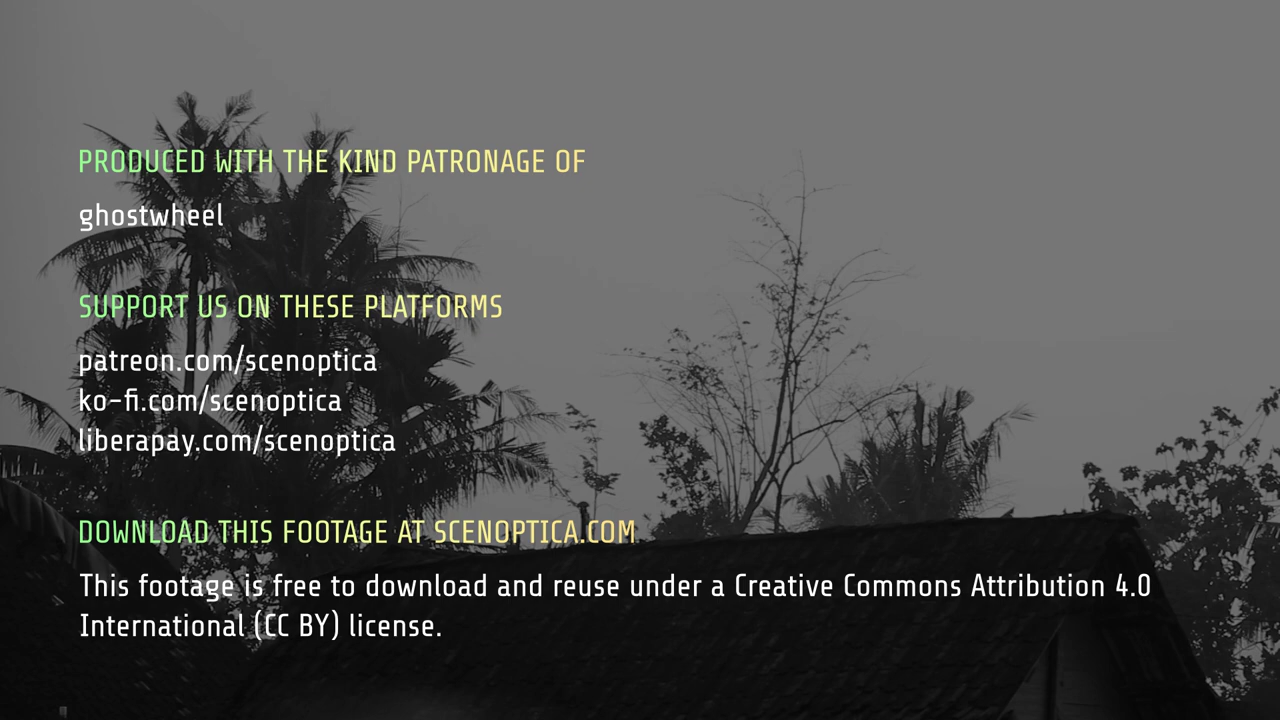 PRODUCED WITH THE KIND PATRONAGE OF
ghostwheel
SUPPORT US ON THESE PLATFORMS
patreon.com/scenoptica
ko-fi.com/scenoptica
liberapay.com/scenoptica
DOWNLOAD THIS FOOTAGE AT SCENOPTICA.COM
This footage is free to download and reuse under a Creative Commons Attribution 4.0
International (CC BY) license.